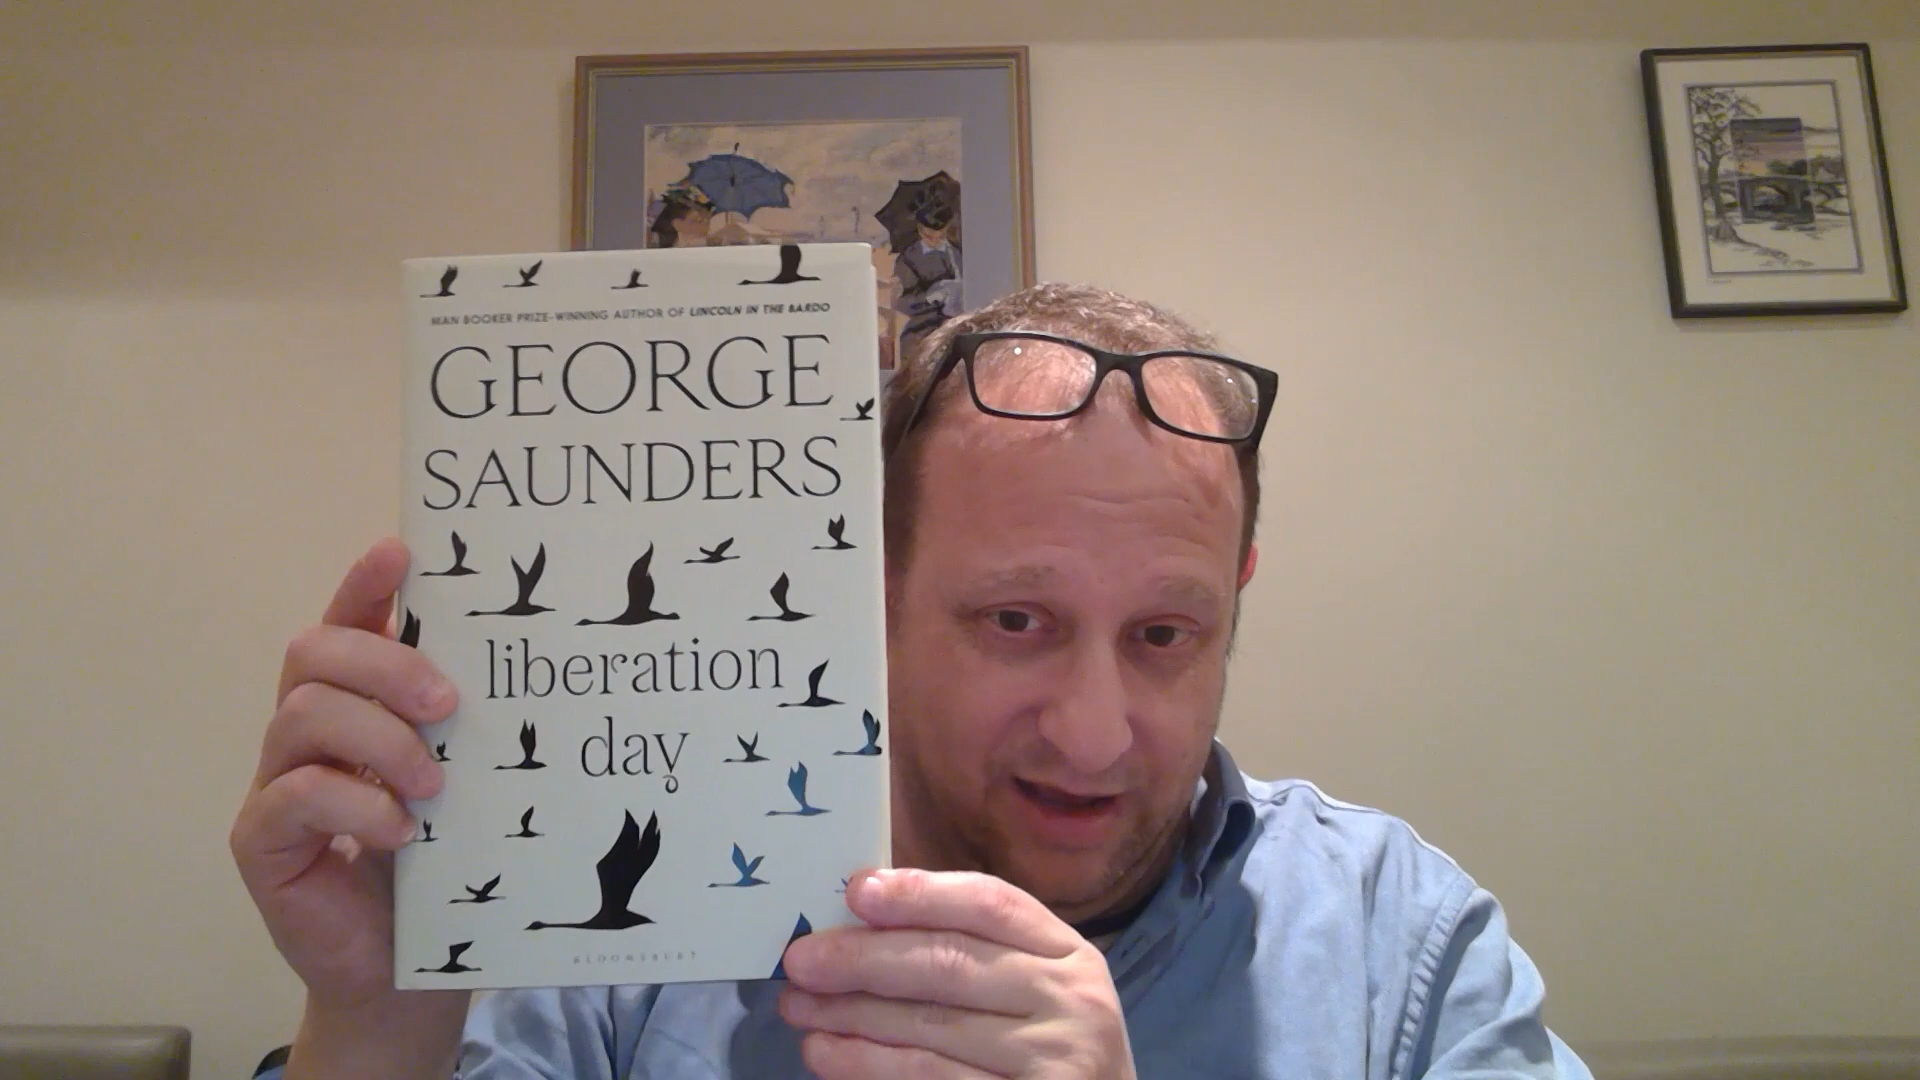 MAN BOOKER PRIZE-WINNING AUTHOR OF LINCOLN IN THE BARDO
GEORGE
SAUNDERS
liberation
day
BLOOMSBURY